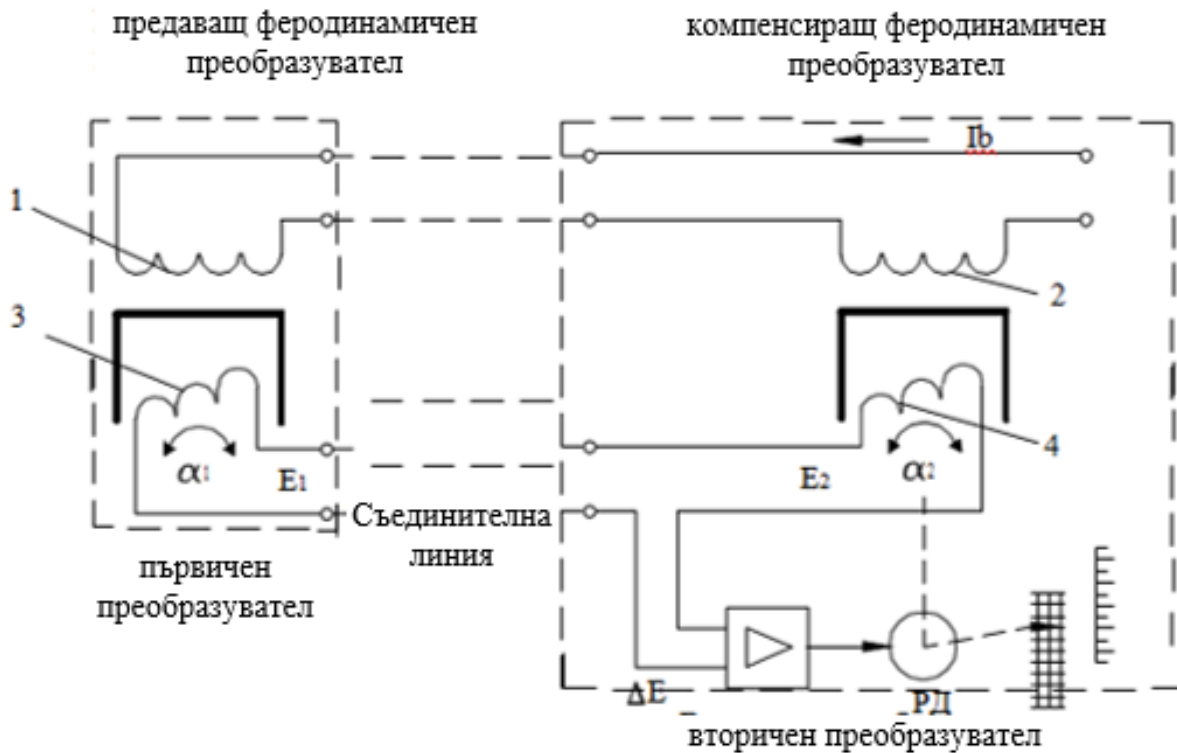 предаващ феродинамичен
преобразувател
компенсиращ феродинамичен
преобразувател
Ib
1
2
3
4
α1
E1
E2
α2
Съединителна
линия
първичен
преобразувател
ΔE
РД
вторичен преобразувател